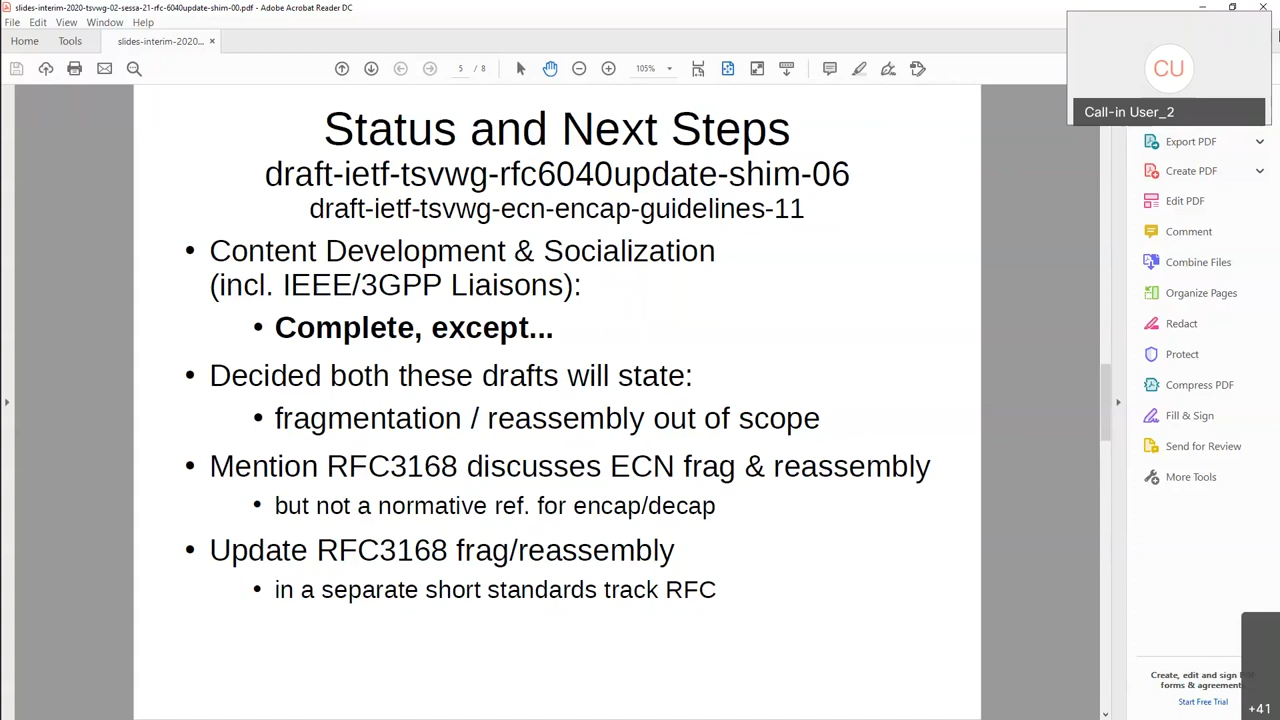 slides-interim-2020-tsvwg-02-sessa-21-rfc-6040update-shim-00.pdf - Adobe Acrobat Reader DC
File Edit View Window Help
Home Tools slides-interim-2020... ×
5 / 8 105%
CU
Call-in User_2
Status and Next Steps
draft-ietf-tsvwg-rfc6040update-shim-06
draft-ietf-tsvwg-ecn-encap-guidelines-11
• Content Development & Socialization
(incl. IEEE/3GPP Liaisons):
• Complete, except...
• Decided both these drafts will state:
• fragmentation / reassembly out of scope
• Mention RFC3168 discusses ECN frag & reassembly
• but not a normative ref. for encap/decap
• Update RFC3168 frag/reassembly
• in a separate short standards track RFC
Export PDF
Create PDF
Edit PDF
Comment
Combine Files
Organize Pages
Redact
Protect
Compress PDF
Fill & Sign
Send for Review
More Tools
Create, edit and sign
forms & agreement
Start Free Trial
+41